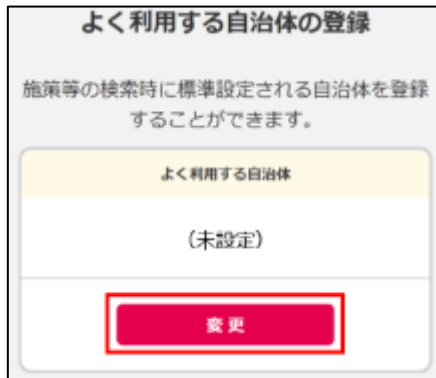 よく利用する自治体の登録
施策等の検索時に標準設定される自治体を登録
することができます。
よく利用する自治体
(未設定)
変更